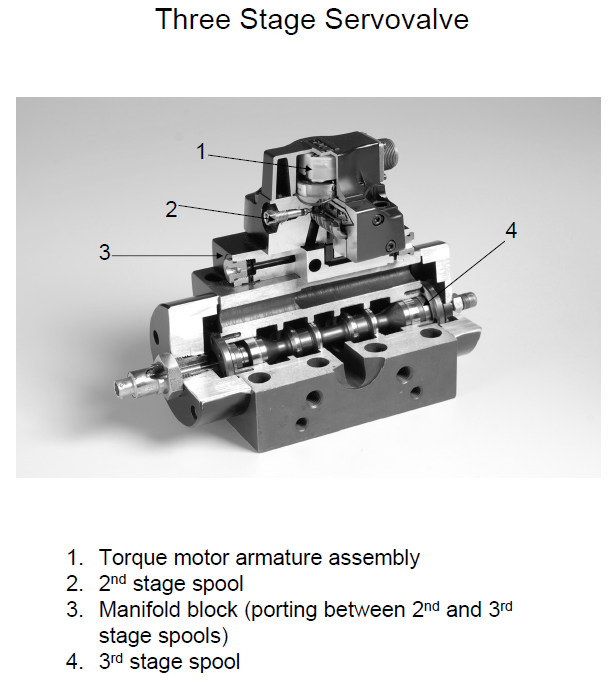 Three Stage Servovalve
1
2
3
4
1. Torque motor armature assembly
2. 2nd stage spool
3. Manifold block (porting between 2nd and 3rd
stage spools)
4. 3rd stage spool